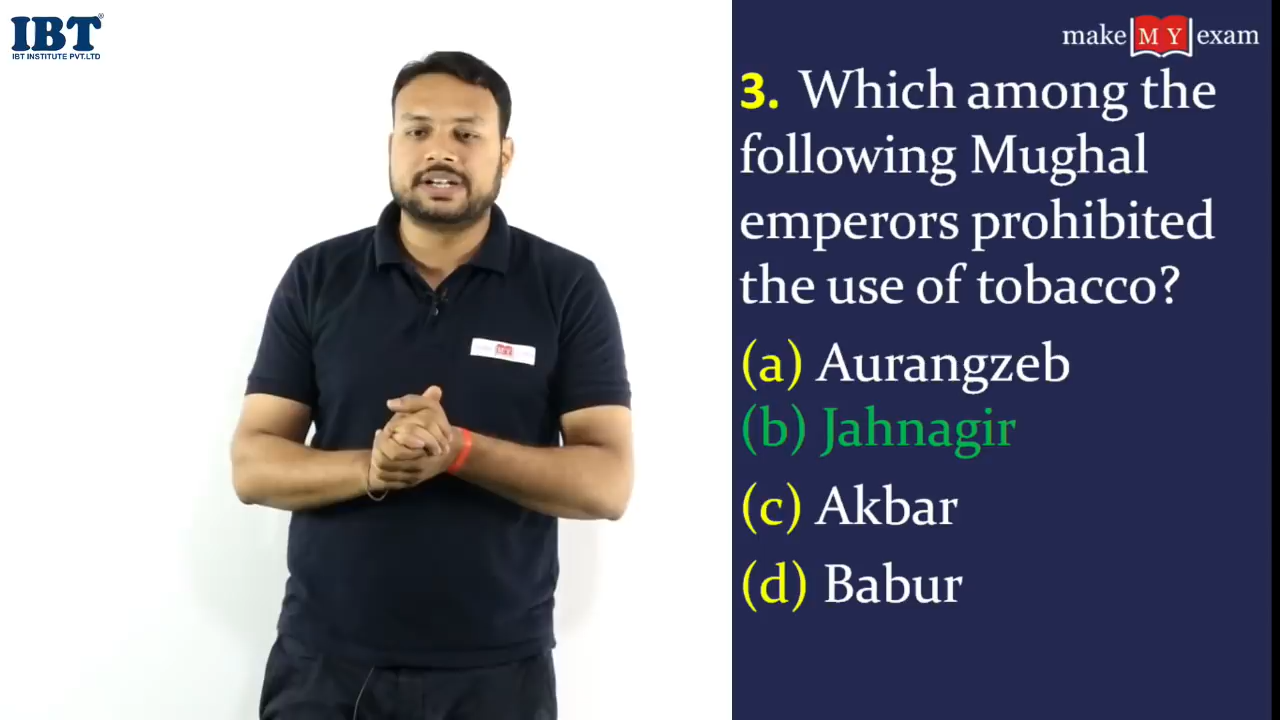 IBT
IBT INSTITUTE PVT.LTD
make MY exam
3. Which among the
following Mughal
emperors prohibited
the use of tobacco?
(a) Aurangzeb
(b) Jahnagir
(c) Akbar
(d) Babur